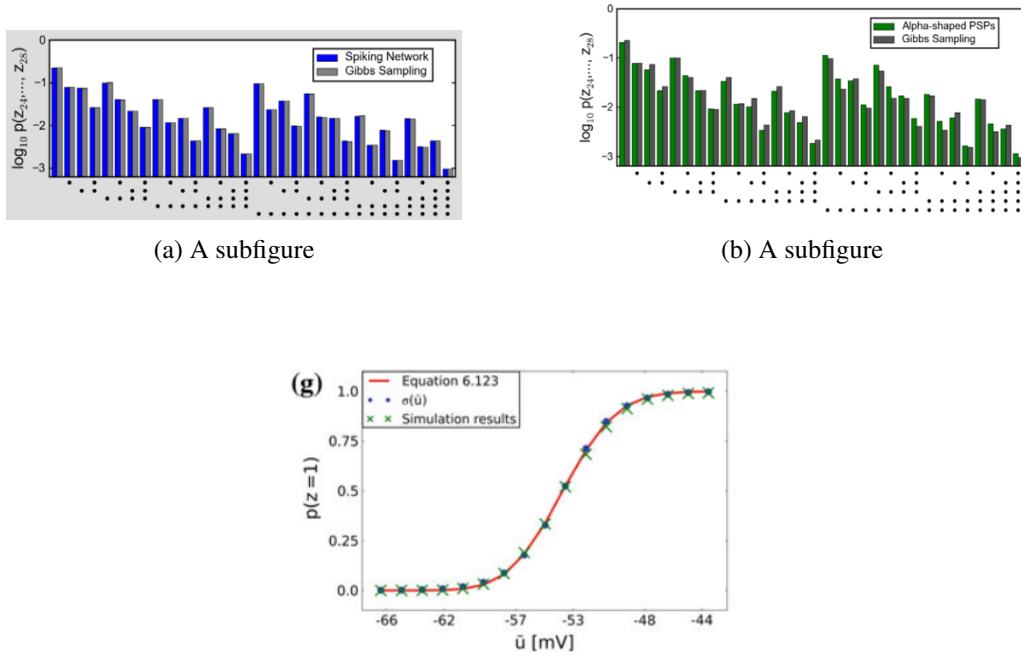 0
−1
−2
−3
log₁₀ p(z₂₄,..., z₂₈)
Spiking Network
Gibbs Sampling
(a) A subfigure
0
−1
−2
−3
log₁₀ p(z₂₄,..., z₂₈)
Alpha-shaped PSPs
Gibbs Sampling
(b) A subfigure
(g)
Equation 6.123
σ(ū)
Simulation results
1.0
0.75
0.5
0.25
0.0
p(z =1)
-66 -62 -57 -53 -48 -44
ū [mV]